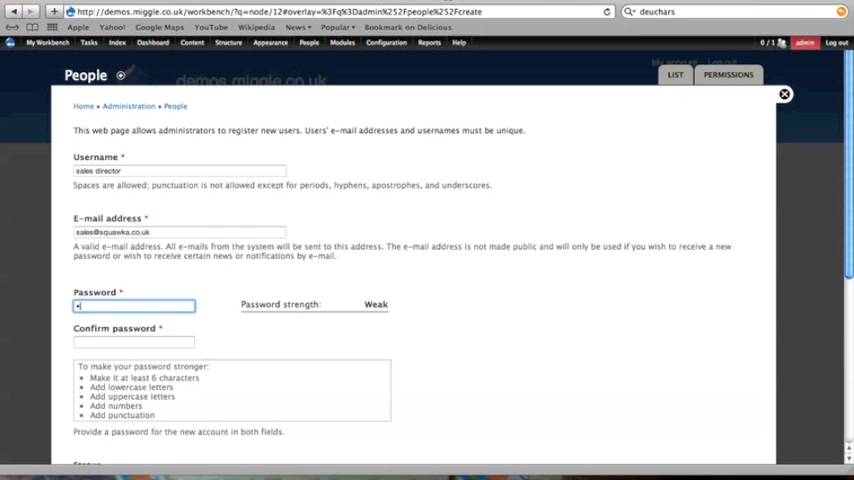 http://demos.miggle.co.uk/workbench/?q=node/12#overlay=%3Fq%3Dadmin%252Fpeople%252Fcreate
deuchars
Apple Yahoo! Google Maps YouTube Wikipedia News Popular Bookmark on Delicious
My Workbench Tasks Index Dashboard Content Structure Appearance People Modules Configuration Reports Help 0 / 1 admin Log out
People
demos.miggle.co.uk
My account Log out
LIST PERMISSIONS
Home » Administration » People
This web page allows administrators to register new users. Users' e-mail addresses and usernames must be unique.
Username *
sales director
Spaces are allowed; punctuation is not allowed except for periods, hyphens, apostrophes, and underscores.
E-mail address *
sales@squawka.co.uk
A valid e-mail address. All e-mails from the system will be sent to this address. The e-mail address is not made public and will only be used if you wish to receive a new
password or wish to receive certain news or notifications by e-mail.
Password *
Password strength: Weak
Confirm password *
To make your password stronger:
• Make it at least 6 characters
• Add lowercase letters
• Add uppercase letters
• Add numbers
• Add punctuation
Provide a password for the new account in both fields.
Status